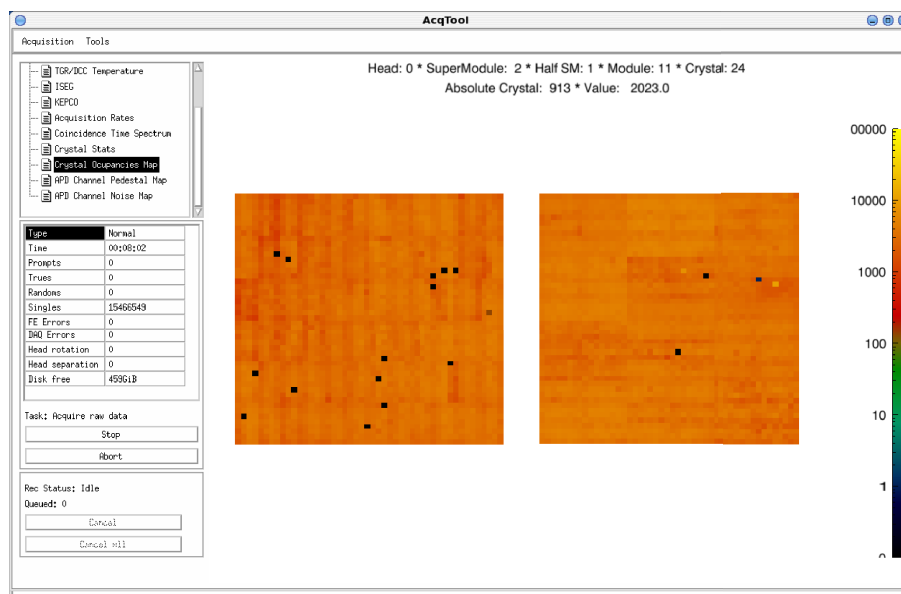 AcqTool
Acquisition Tools
TGR/DCC Temperature
ISEG
KEPCO
Acquisition Rates
Coincidence Time Spectrum
Crystal Stats
Crystal Ocupancies Map
APD Channel Pedestal Map
APD Channel Noise Map
Type Normal
Time 00:08:02
Prompts 0
Trues 0
Randoms 0
Singles 15466549
FE Errors 0
DAQ Errors 0
Head rotation 0
Head separation 0
Disk free 459GiB
Task: Acquire raw data
Stop
Abort
Rec Status: Idle
Queued: 0
Cancel
Cancel All
Head: 0 * SuperModule: 2 * Half SM: 1 * Module: 11 * Crystal: 24
Absolute Crystal: 913 * Value: 2023.0
00000
10000
1000
100
10
1
0